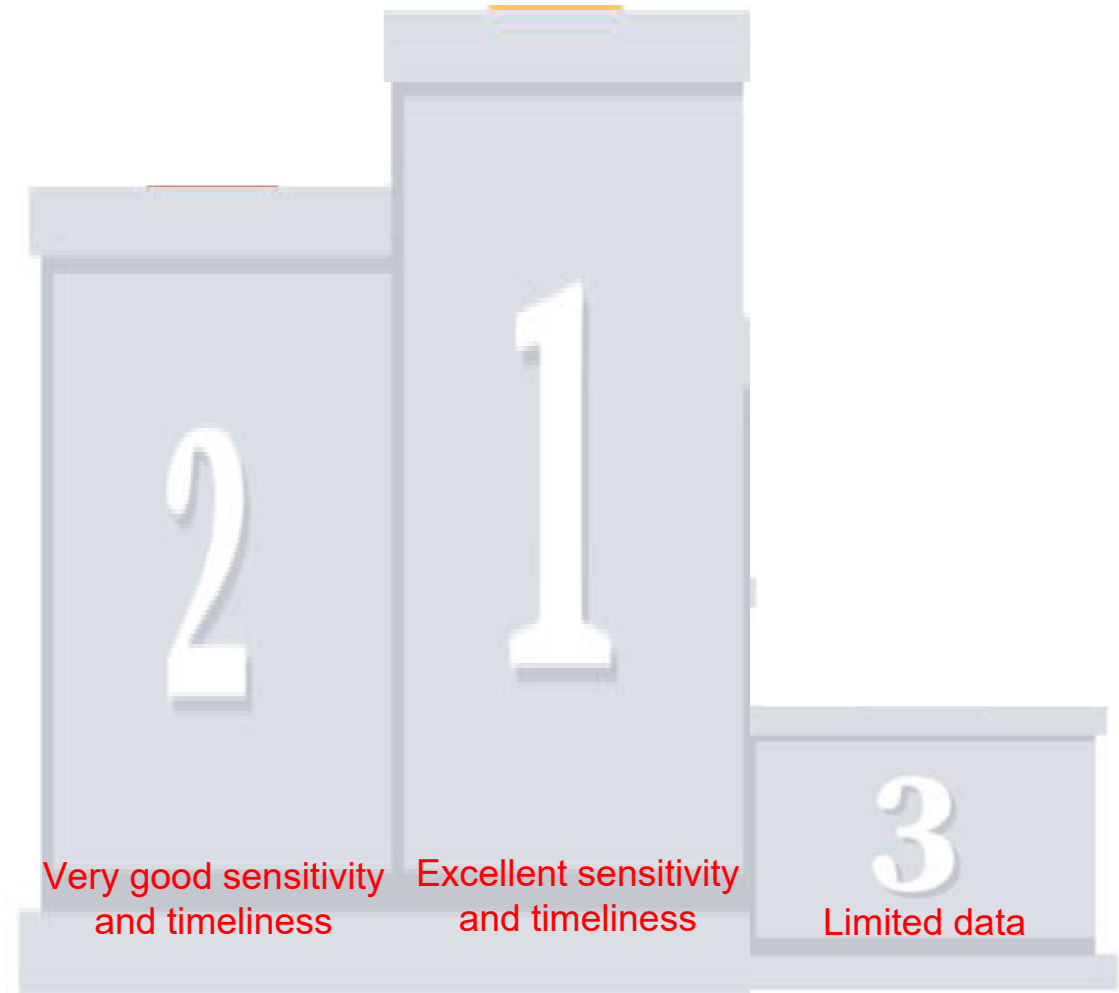 2
1
3
Very good sensitivity
and timeliness
Excellent sensitivity
and timeliness
Limited data